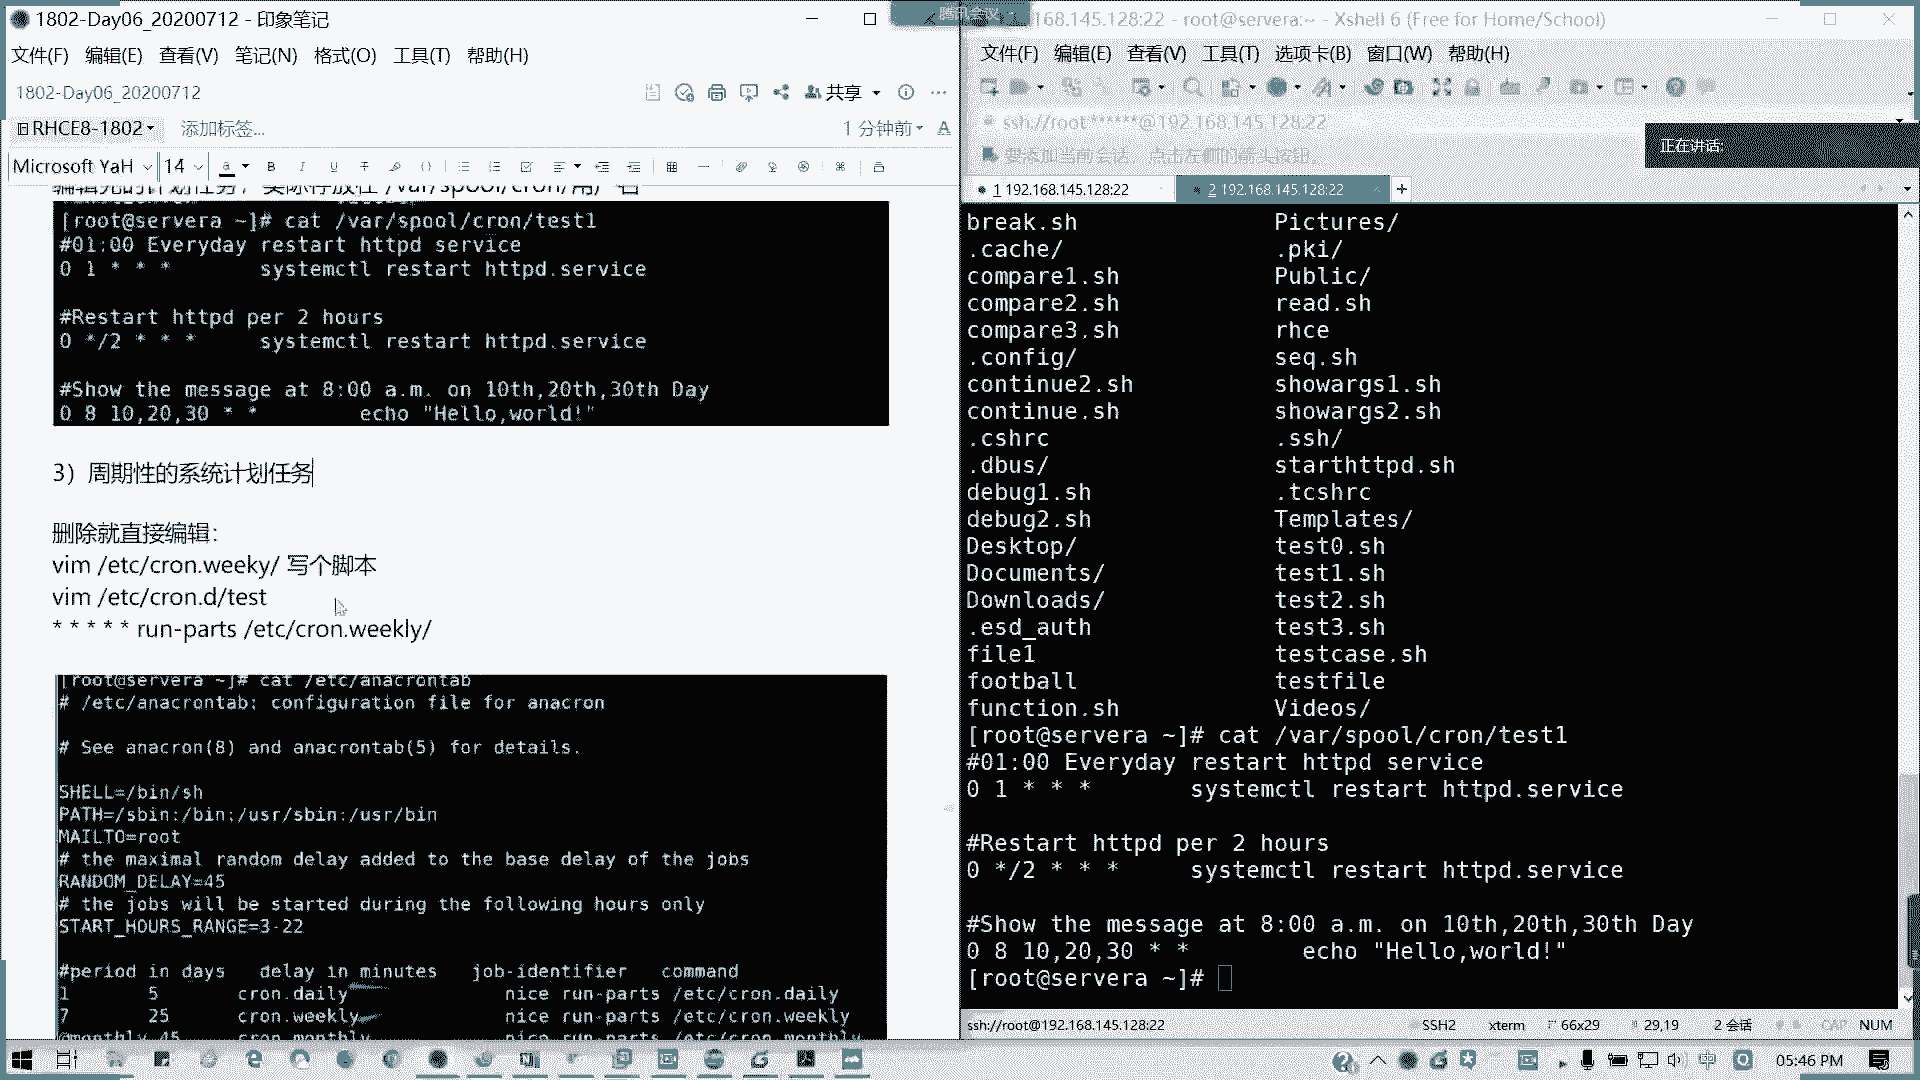 1802-Day06_20200712 - 印象笔记
文件(F) 编辑(E) 查看(V) 笔记(N) 格式(O) 工具(T) 帮助(H)
1802-Day06_20200712
共享
RHCE8-1802
添加标签...
1 分钟前
Microsoft YaH
14
[root@servera ~]# cat /var/spool/cron/test1
#01:00 Everyday restart httpd service
0 1 * * * systemctl restart httpd.service
#Restart httpd per 2 hours
0 */2 * * * systemctl restart httpd.service
#Show the message at 8:00 a.m. on 10th,20th,30th Day
0 8 10,20,30 * * echo "Hello,world!"
3）周期性的系统计划任务
删除就直接编辑：
vim /etc/cron.weeky/ 写个脚本
vim /etc/cron.d/test
* * * * * run-parts /etc/cron.weekly/
[root@servera ~]# cat /etc/anacrontab
# /etc/anacrontab: configuration file for anacron
# See anacron(8) and anacrontab(5) for details.
SHELL=/bin/sh
PATH=/sbin:/bin:/usr/sbin:/usr/bin
MAILTO=root
# the maximal random delay added to the base delay of the jobs
RANDOM_DELAY=45
# the jobs will be started during the following hours only
START_HOURS_RANGE=3-22
#period in days delay in minutes job-identifier command
1 5 cron.daily nice run-parts /etc/cron.daily
7 25 cron.weekly nice run-parts /etc/cron.weekly
@monthly 45 cron.monthly nice run-parts /etc/cron.monthly
腾讯会议
168.145.128:22 - root@servera:~ - Xshell 6 (Free for Home/School)
文件(F) 编辑(E) 查看(V) 工具(T) 选项卡(B) 窗口(W) 帮助(H)
ssh://root******@192.168.145.128:22
要添加当前会话，点击左侧的箭头按钮。
正在讲话:
1 192.168.145.128:22
2 192.168.145.128:22
break.sh Pictures/
.cache/ .pki/
compare1.sh Public/
compare2.sh read.sh
compare3.sh rhce
.config/ seq.sh
continue2.sh showargs1.sh
continue.sh showargs2.sh
.cshrc .ssh/
.dbus/ starthttpd.sh
debug1.sh .tcshrc
debug2.sh Templates/
Desktop/ test0.sh
Documents/ test1.sh
Downloads/ test2.sh
.esd_auth test3.sh
file1 testcase.sh
football testfile
function.sh Videos/
[root@servera ~]# cat /var/spool/cron/test1
#01:00 Everyday restart httpd service
0 1 * * * systemctl restart httpd.service
#Restart httpd per 2 hours
0 */2 * * * systemctl restart httpd.service
#Show the message at 8:00 a.m. on 10th,20th,30th Day
0 8 10,20,30 * * echo "Hello,world!"
[root@servera ~]#
ssh://root@192.168.145.128:22 SSH2 xterm 66x29 29,19 2 会话 CAP NUM
中
05:46 PM